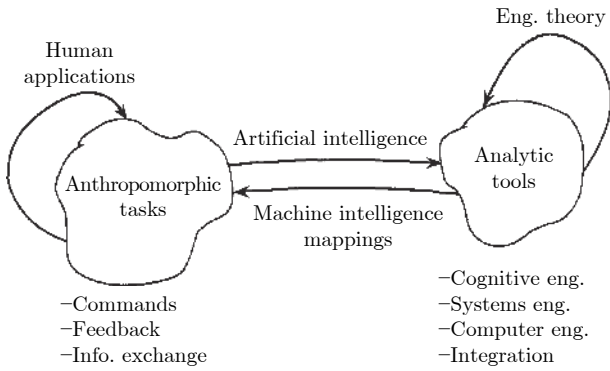 Human
applications
Eng. theory
Artificial intelligence
Anthropomorphic
tasks
Analytic
tools
Machine intelligence
mappings
–Commands
–Feedback
–Info. exchange
–Cognitive eng.
–Systems eng.
–Computer eng.
–Integration